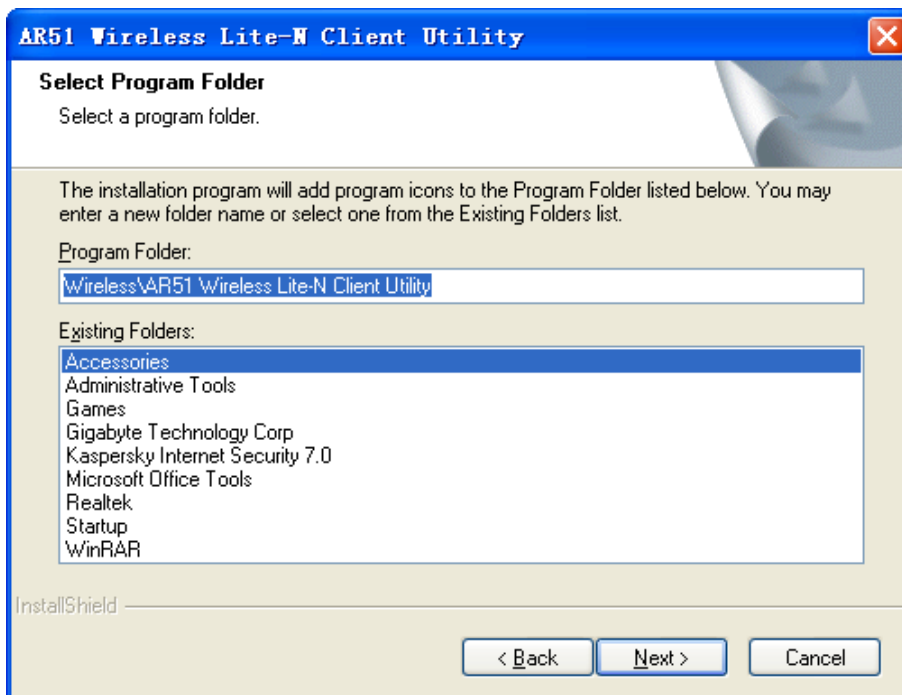 AR51 Wireless Lite-N Client Utility
Select Program Folder
Select a program folder.
The installation program will add program icons to the Program Folder listed below. You may
enter a new folder name or select one from the Existing Folders list.
Program Folder:
Wireless\AR51 Wireless Lite-N Client Utility
Existing Folders:
Accessories
Administrative Tools
Games
Gigabyte Technology Corp
Kaspersky Internet Security 7.0
Microsoft Office Tools
Realtek
Startup
WinRAR
InstallShield
< Back
Next >
Cancel